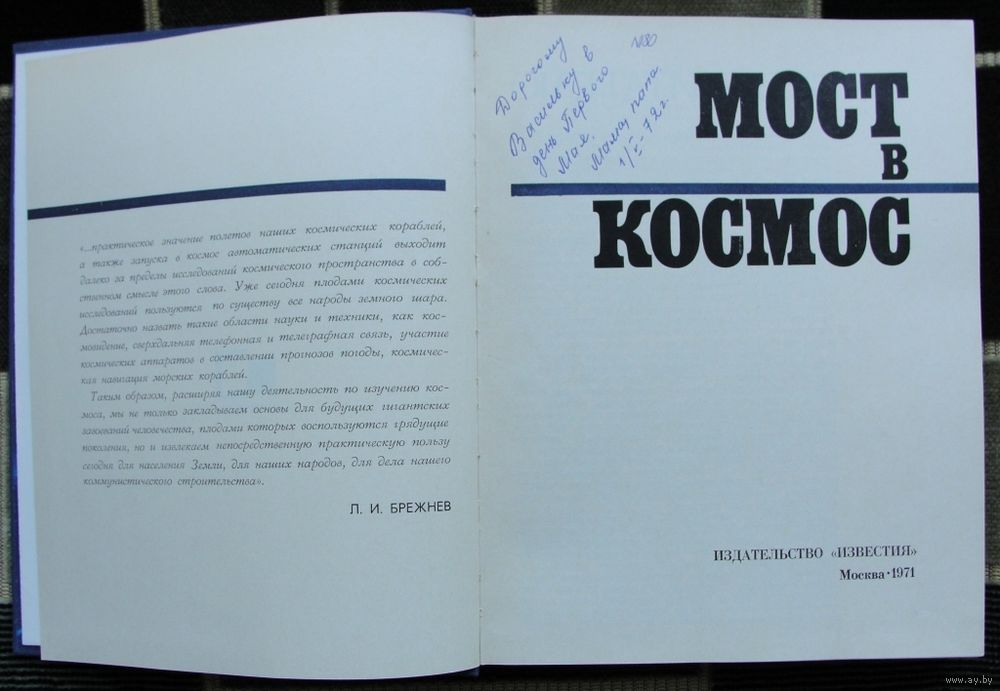 «...практическое значение полетов наших космических кораблей,
а также запуска в космос автоматических станций выходит
далеко за пределы исследований космического пространства в соб-
ственном смысле этого слова. Уже сегодня плодами космических
исследований пользуются по существу все народы земного шара.
Достаточно назвать такие области науки и техники, как кос-
мовидение, сверхдальняя телефонная и телеграфная связь, участие
космических аппаратов в составлении прогнозов погоды, космичес-
кая навигация морских кораблей.
Таким образом, расширяя нашу деятельность по изучению кос-
моса, мы не только закладываем основы для будущих гигантских
завоеваний человечества, плодами которых воспользуются грядущие
поколения, но и извлекаем непосредственную практическую пользу
сегодня для населения Земли, для наших народов, для дела нашего
коммунистического строительства».
Л. И. БРЕЖНЕВ
Дорогому
Васильку в
день Первого
Мая.
Мама, папа.
1/V-72г.
МОСТ
В
КОСМОС
ИЗДАТЕЛЬСТВО «ИЗВЕСТИЯ»
Москва·1971
www.ay.by